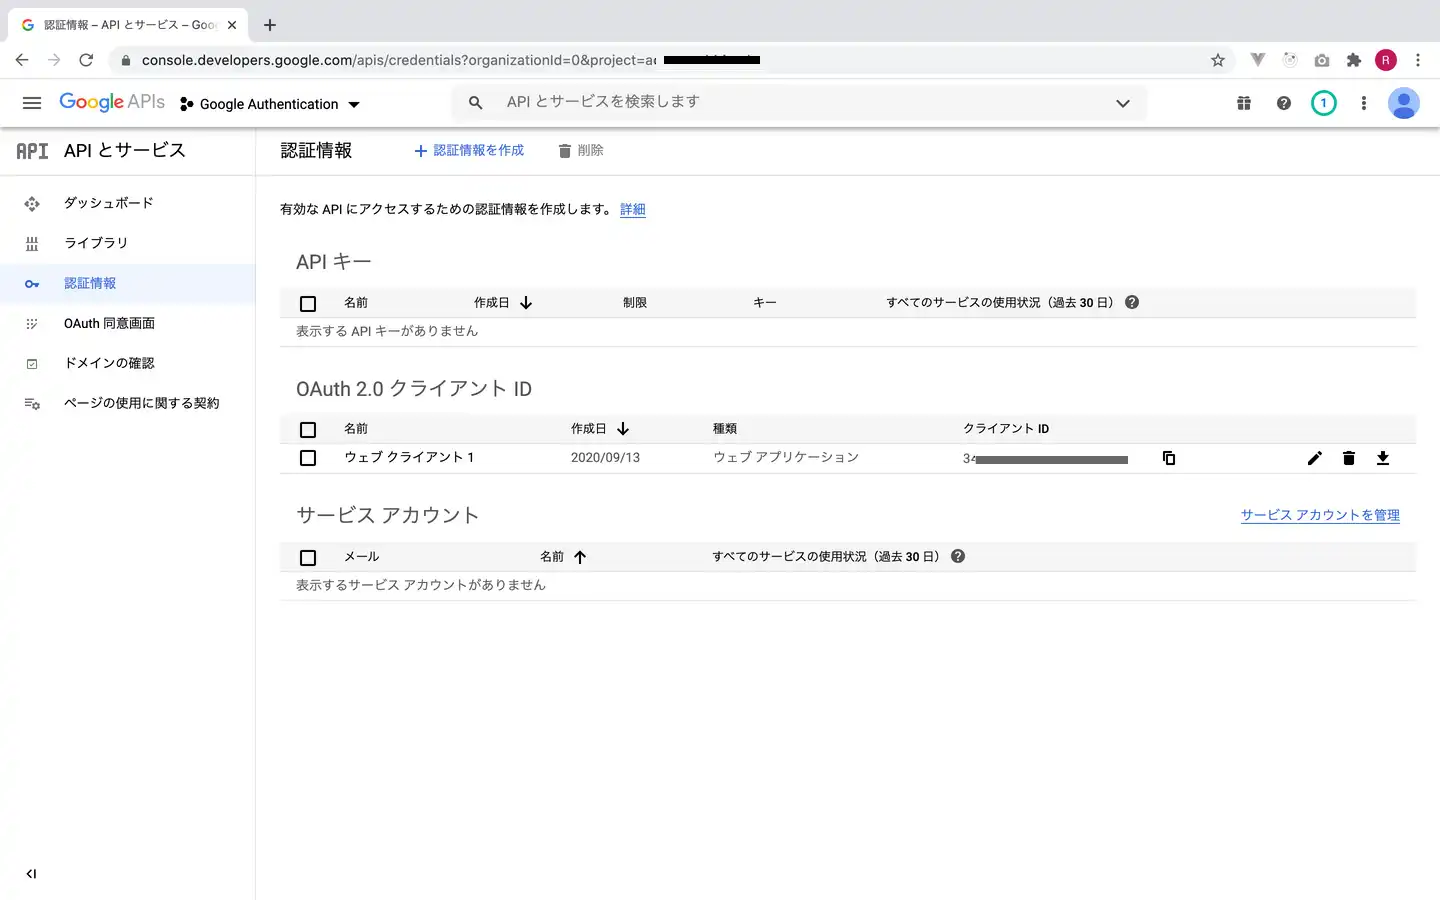 認証情報 – API とサービス – Goo
console.developers.google.com/apis/credentials?organizationId=0&project=a
Google APIs
Google Authentication
API とサービスを検索します
1
R
API
API とサービス
認証情報
認証情報を作成
削除
ダッシュボード
ライブラリ
認証情報
OAuth 同意画面
ドメインの確認
ページの使用に関する契約
有効な API にアクセスするための認証情報を作成します。 詳細
API キー
名前 作成日 制限 キー すべてのサービスの使用状況（過去 30 日）
表示する API キーがありません
OAuth 2.0 クライアント ID
名前 作成日 種類 クライアント ID
ウェブ クライアント 1 2020/09/13 ウェブ アプリケーション 34
サービス アカウント
サービス アカウントを管理
メール 名前 すべてのサービスの使用状況（過去 30 日）
表示するサービス アカウントがありません